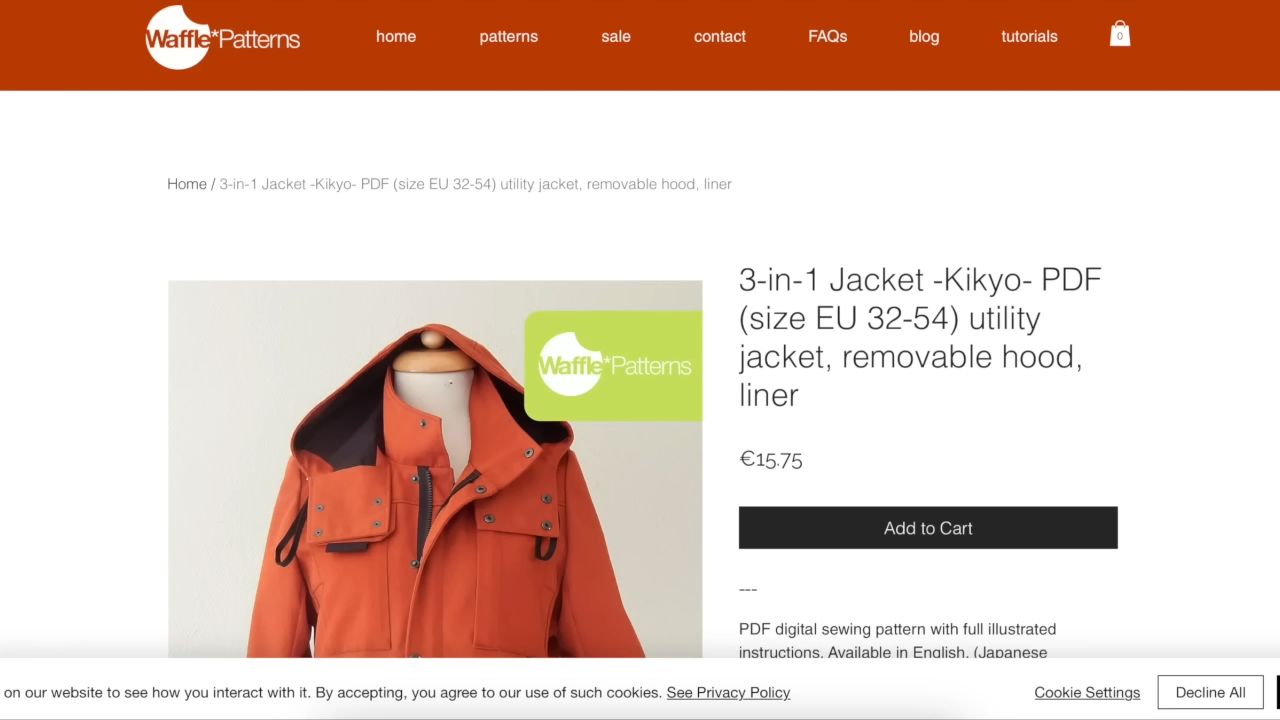 Waffle*Patterns
home patterns sale contact FAQs blog tutorials 0
Home / 3-in-1 Jacket -Kikyo- PDF (size EU 32-54) utility jacket, removable hood, liner
Waffle*Patterns
3-in-1 Jacket -Kikyo- PDF
(size EU 32-54) utility
jacket, removable hood,
liner
€15.75
Add to Cart
---
PDF digital sewing pattern with full illustrated
instructions. Available in English. (Japanese
on our website to see how you interact with it. By accepting, you agree to our use of such cookies. See Privacy Policy
Cookie Settings Decline All